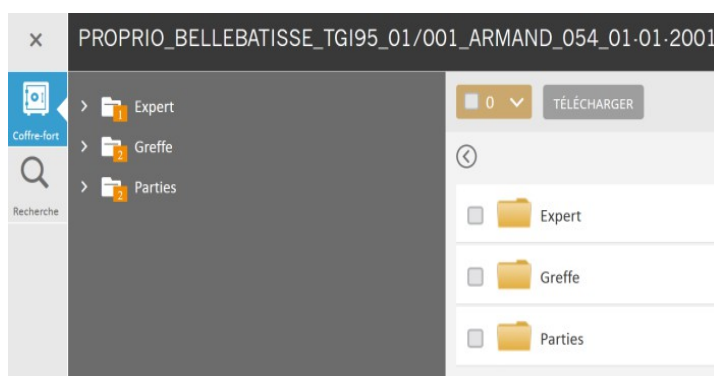 PROPRIO_BELLEBATISSE_TGI95_01/001_ARMAND_054_01-01-2001
Coffre-fort
Recherche
1 Expert
2 Greffe
2 Parties
0 TÉLÉCHARGER
Expert
Greffe
Parties